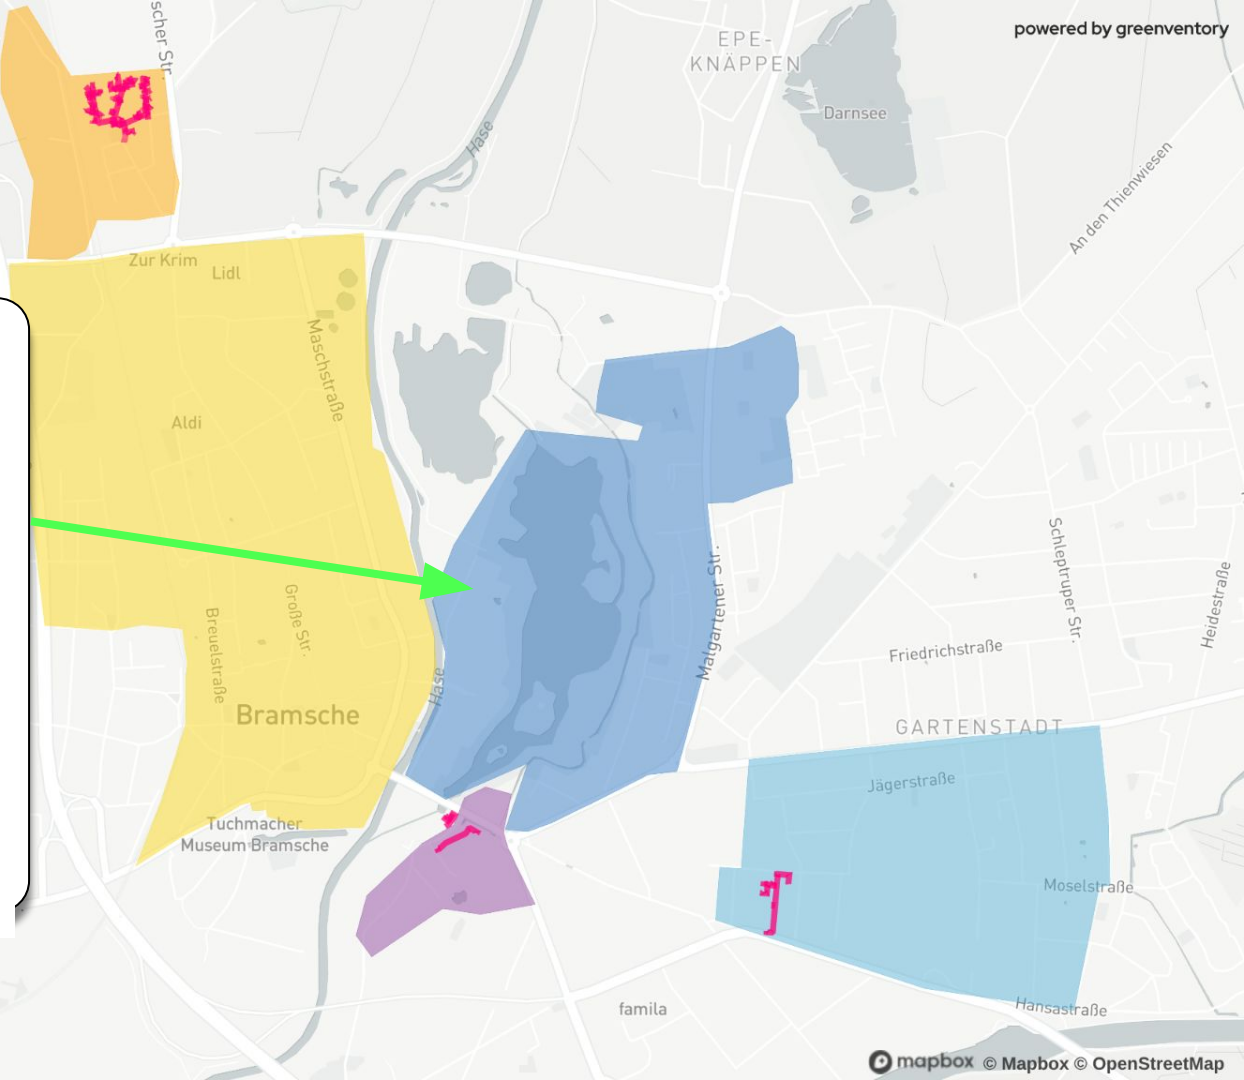 powered by greenventory
scher Str.
EPE-
KNÄPPEN
Darnsee
Hase
An den Thienwiesen
Zur Krim
Lidl
Maschstraße
Aldi
Schleptruper Str.
Heidestraße
Malgartener Str.
Große Str.
Breuelstraße
Friedrichstraße
Hase
Bramsche
GARTENSTADT
Jägerstraße
Tuchmacher
Museum Bramsche
Moselstraße
famila
Hansastraße
mapbox © Mapbox © OpenStreetMap